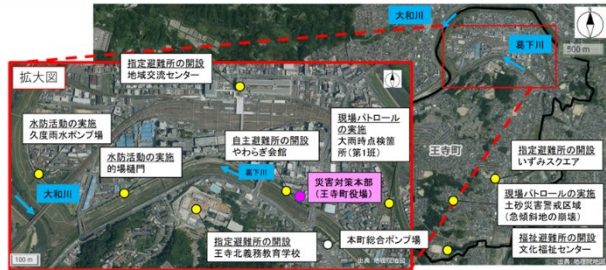 大和川
葛下川
500 m
王寺町
指定避難所の開設
いずみスクエア
現場パトロールの実施
土砂災害警戒区域
(急傾斜地の崩壊)
福祉避難所の開設
文化福祉センター
出典:地理院地図
拡大図
指定避難所の開設
地域交流センター
水防活動の実施
久度雨水ポンプ場
水防活動の実施
的場樋門
自主避難所の開設
やわらぎ会館
現場パトロール
の実施
大雨時点検箇
所(第1班)
大和川
葛下川
災害対策本部
(王寺町役場)
指定避難所の開設
王寺北義務教育学校
本町総合ポンプ場
100 m
出典:地理院地図